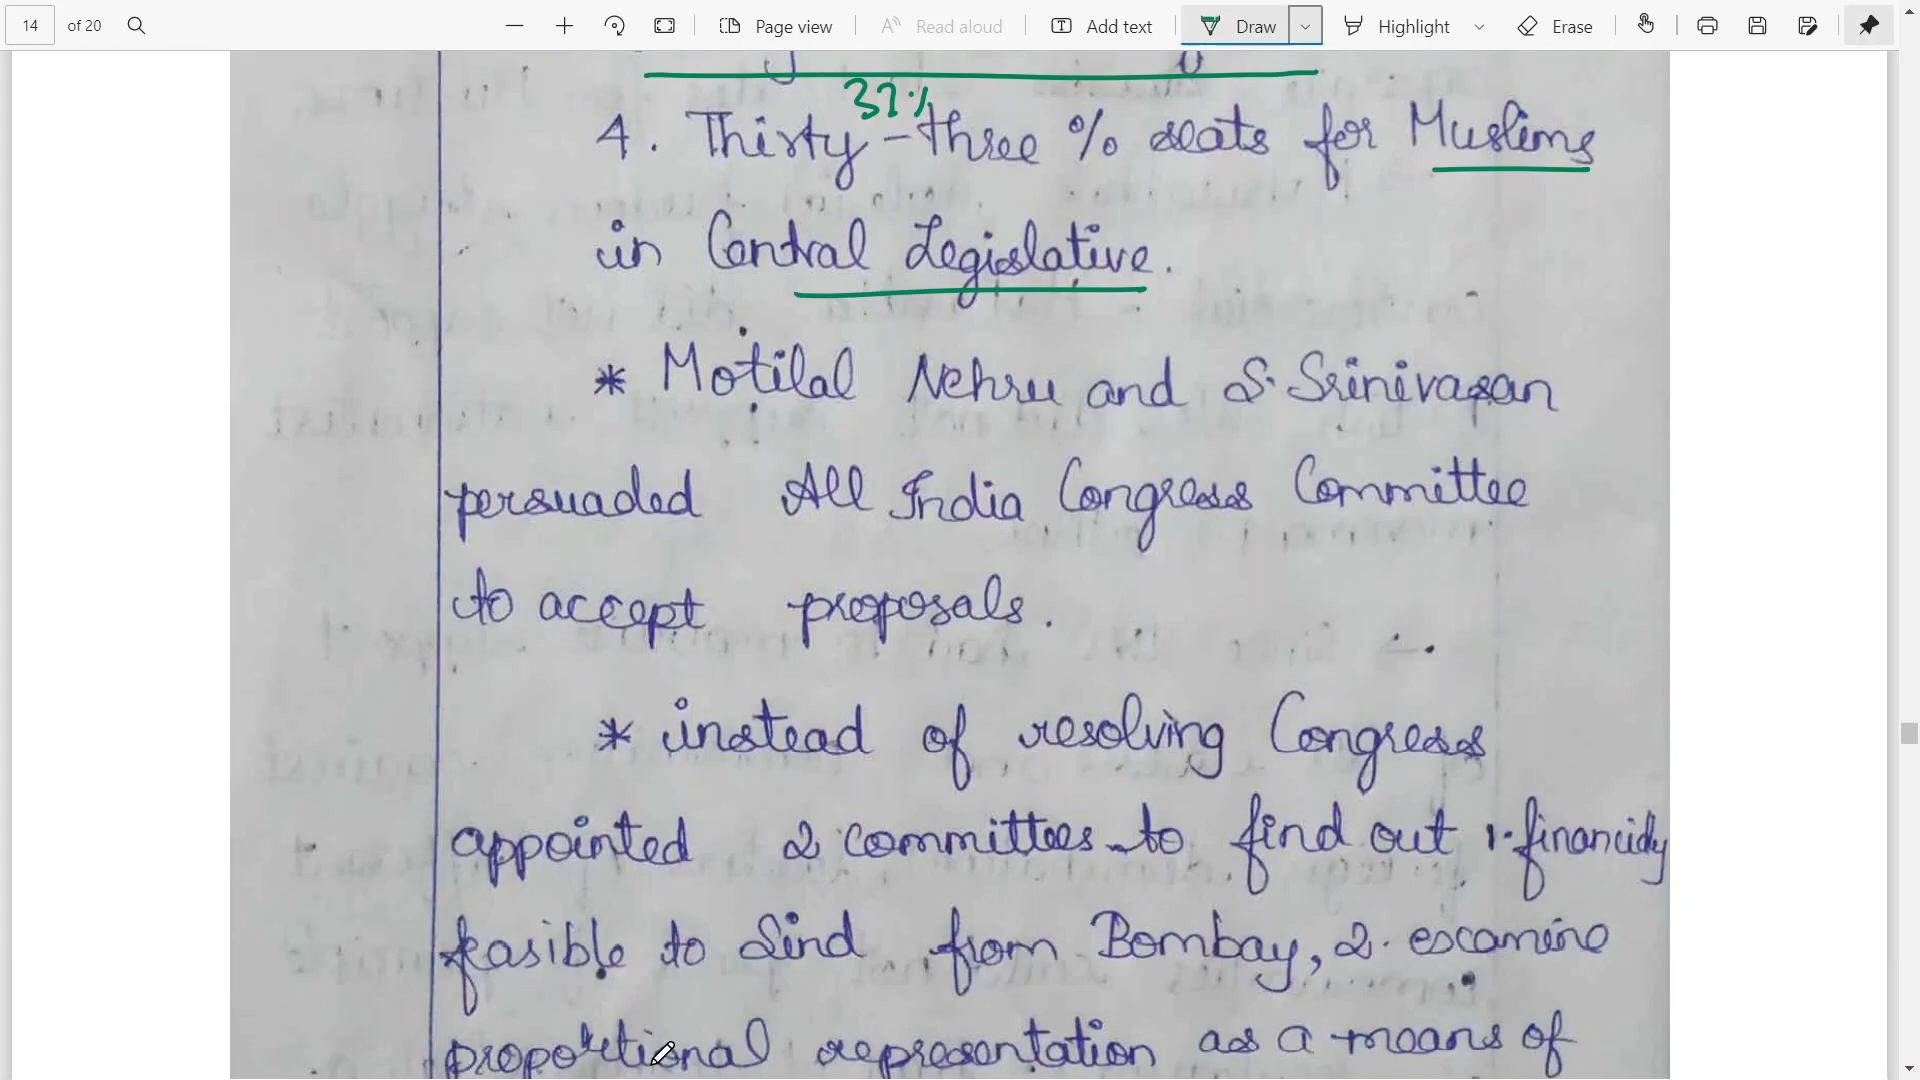 14 of 20 Page view Read aloud Add text Draw Highlight Erase
4. Thirty-three % seats for Muslims
in Central Legislative.
* Motilal Nehru and S. Srinivasan
persuaded All India Congress Committee
to accept proposals.
* instead of resolving Congress
appointed 2 committees to find out 1. financidy
feasible to Sind from Bombay, 2. examine
proportional representation as a means of